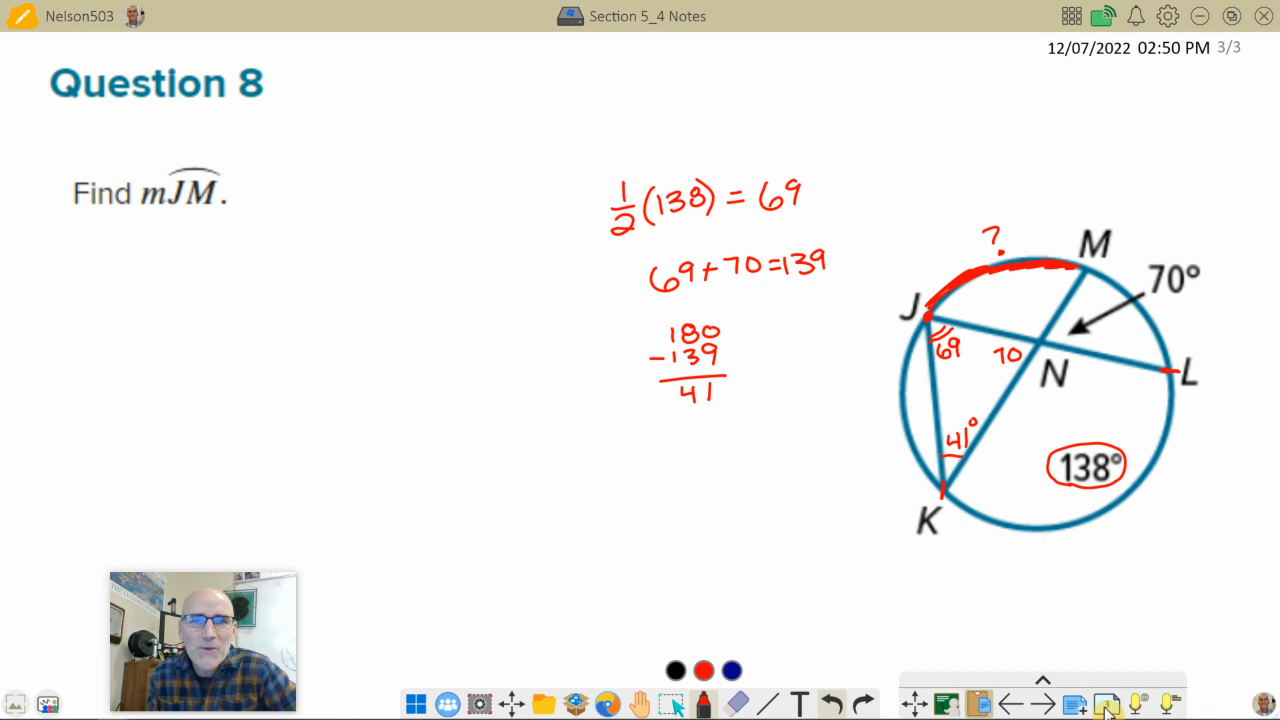 Nelson503
Section 5_4 Notes
12/07/2022 02:50 PM 3/3
Question 8
Find mJM.
1/2 (138) = 69
69+70=139
180
-139
41
?
M
70°
J
69
70
N
L
41°
138°
K
T